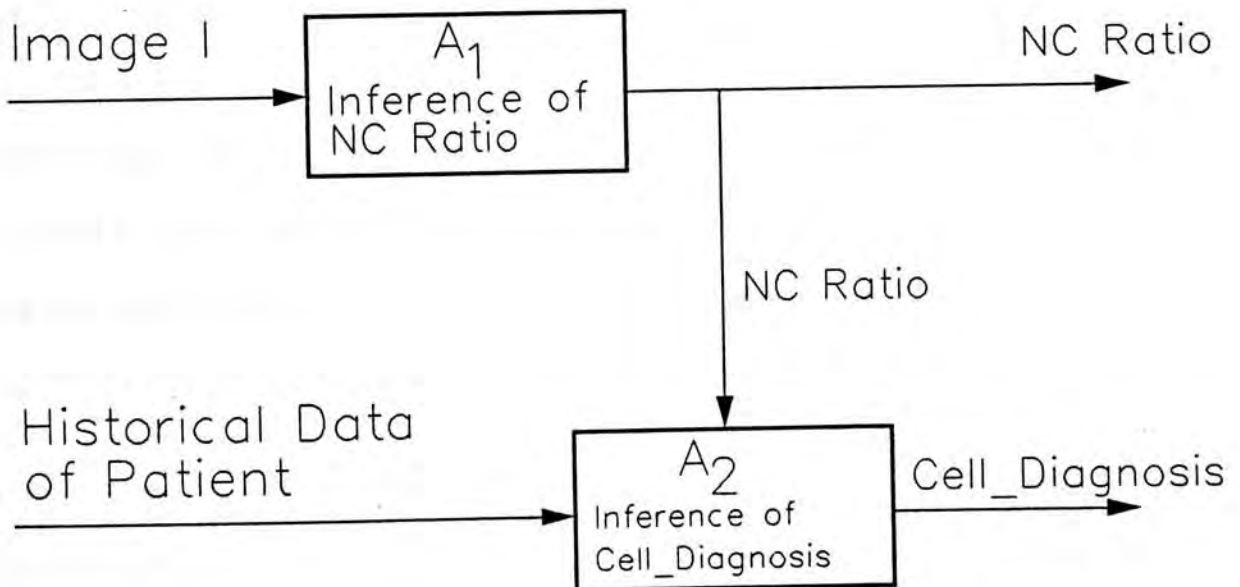 Image I
A1
Inference of
NC Ratio
NC Ratio
NC Ratio
Historical Data
of Patient
A2
Inference of
Cell_Diagnosis
Cell_Diagnosis